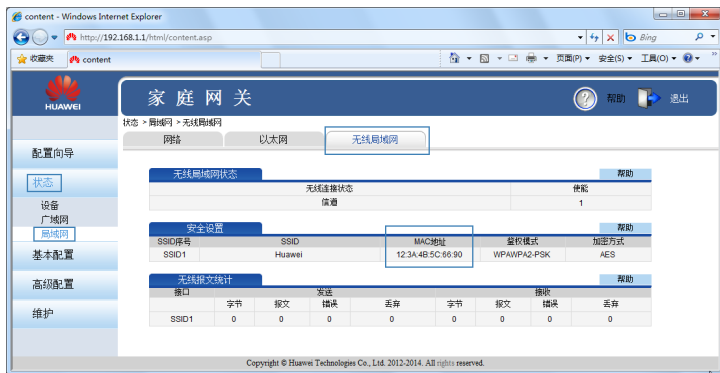 content - Windows Internet Explorer
http://192.168.1.1/html/content.asp
Bing
收藏夹 content
页面(P) 安全(S) 工具(O)
HUAWEI
家庭网关
帮助 退出
状态 > 局域网 > 无线局域网
网络 以太网 无线局域网
配置向导
状态
设备
广域网
局域网
基本配置
高级配置
维护
无线局域网状态 帮助
无线连接状态 使能
信道 1
安全设置 帮助
SSID序号 SSID MAC地址 鉴权模式 加密方式
SSID1 Huawei 12:3A:4B:5C:66:90 WPAWPA2-PSK AES
无线报文统计 帮助
接口 发送 接收
字节 报文 错误 丢弃 字节 报文 错误 丢弃
SSID1 0 0 0 0 0 0 0 0
Copyright © Huawei Technologies Co., Ltd. 2012-2014. All rights reserved.